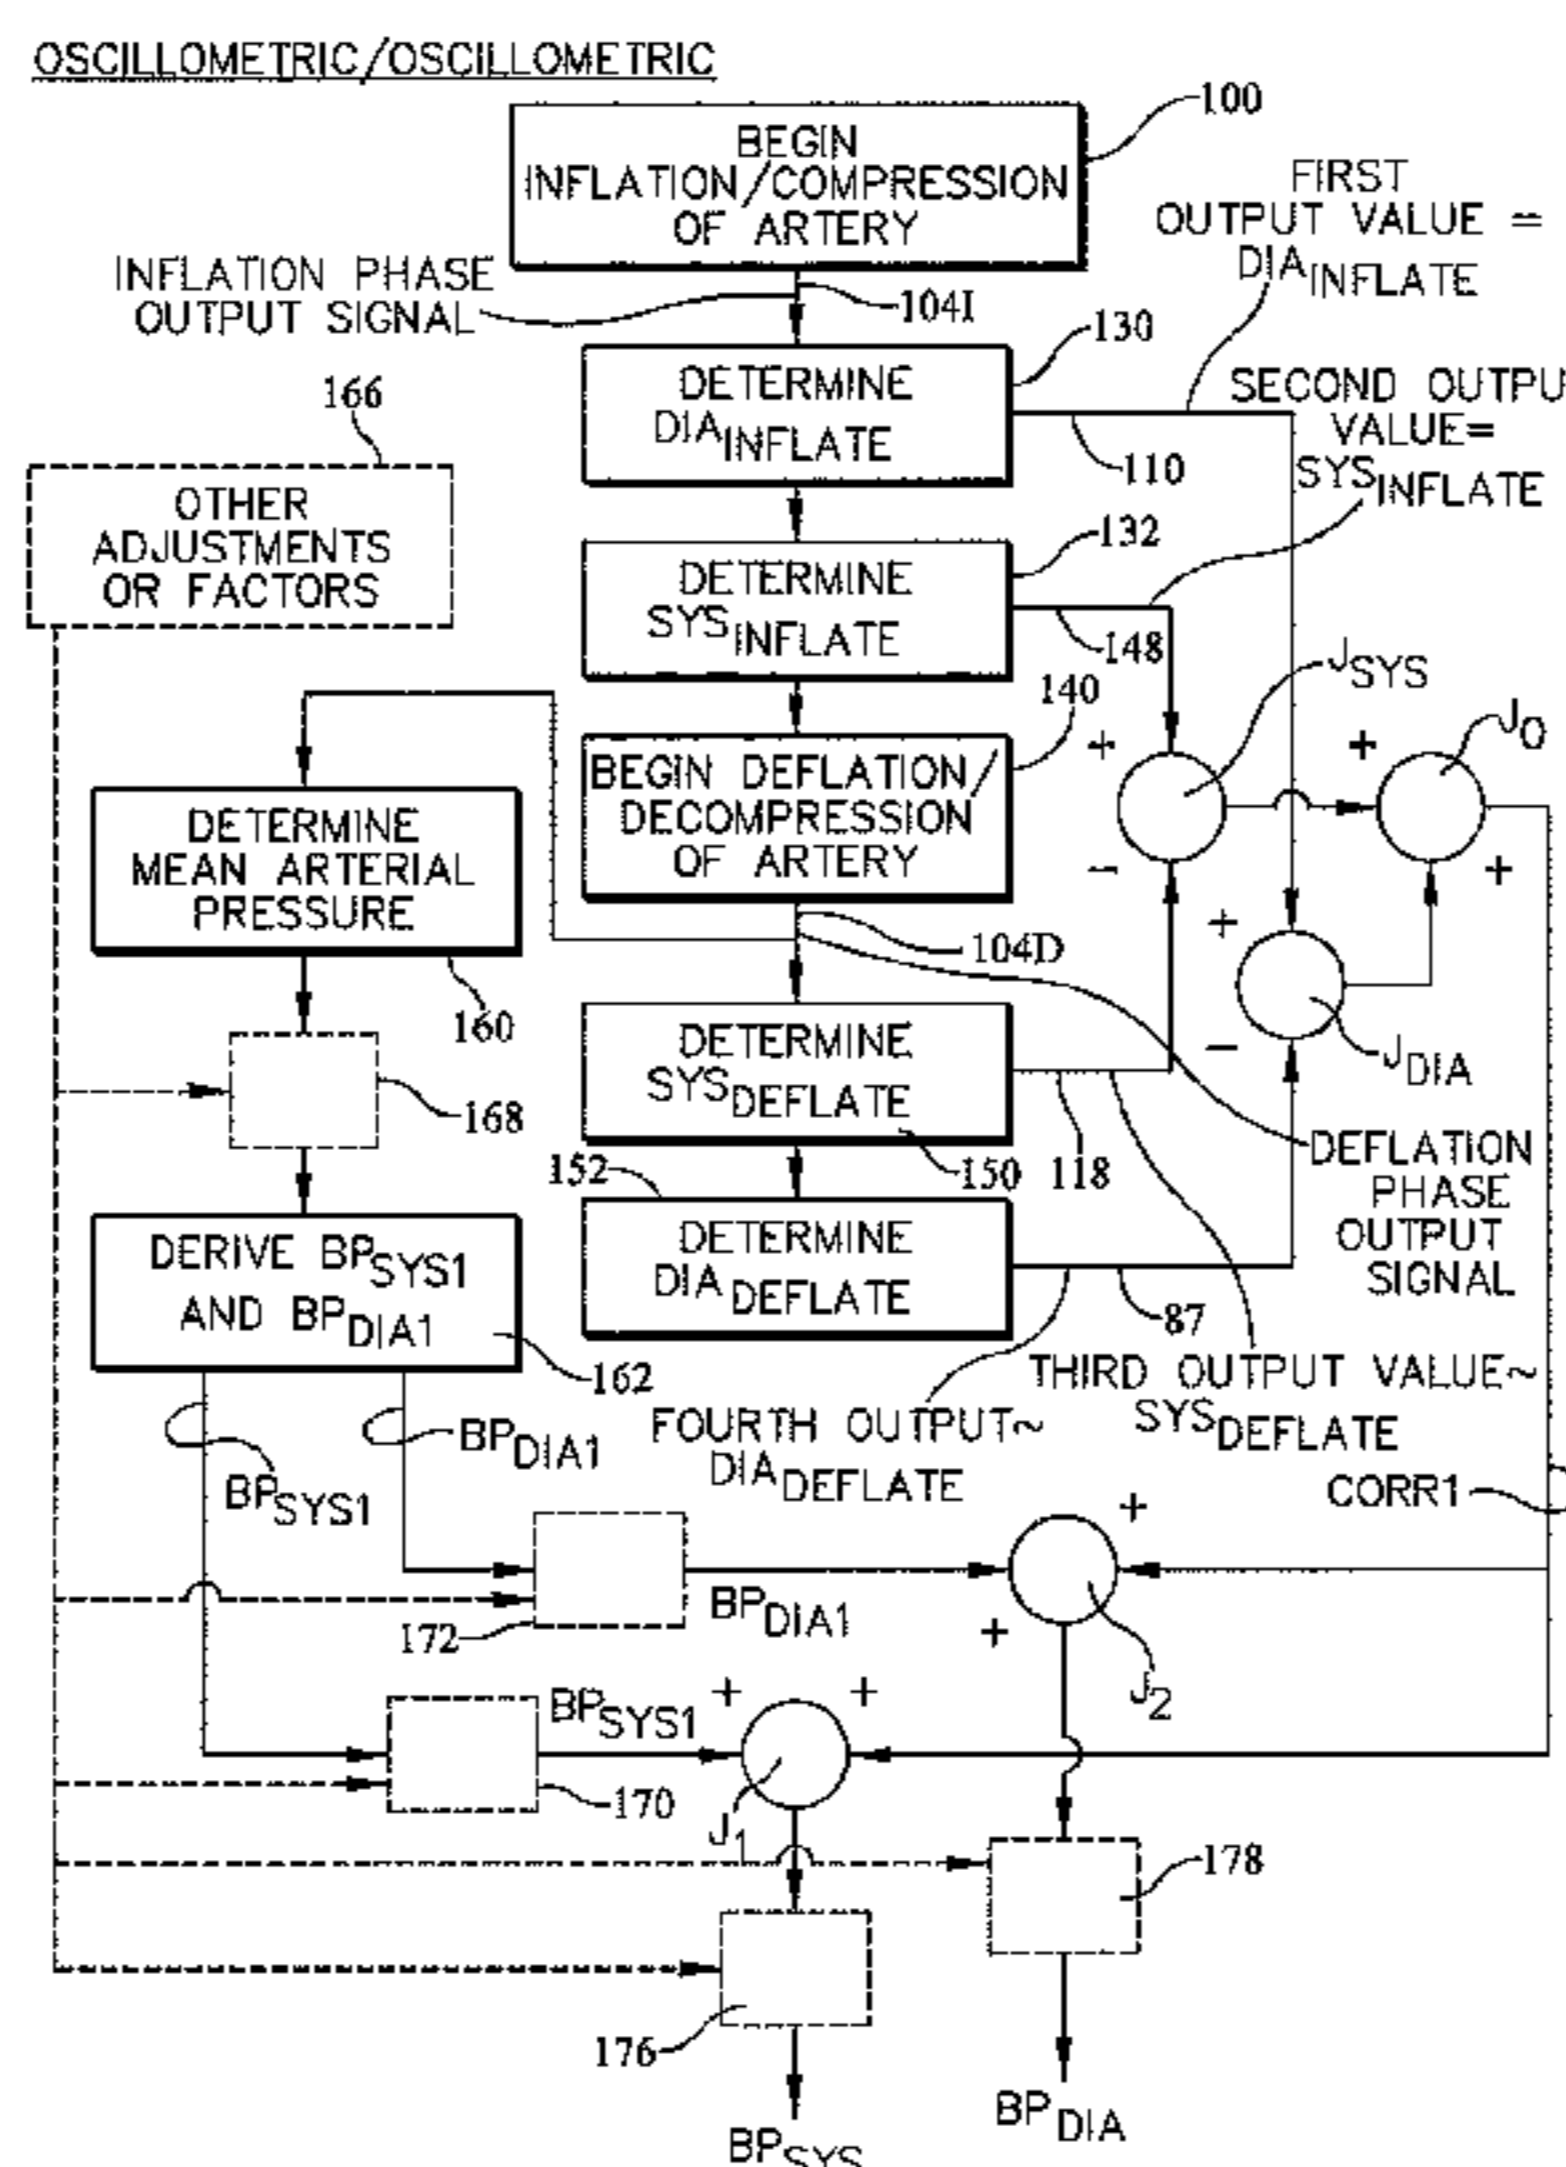 OSCILLOMETRIC/OSCILLOMETRIC
BEGIN
INFLATION/COMPRESSION
OF ARTERY
100
FIRST
OUTPUT VALUE =
DIAINFLATE
INFLATION PHASE
OUTPUT SIGNAL
104I
130
DETERMINE
DIAINFLATE
110
SECOND OUTPU
VALUE=
SYSINFLATE
166
OTHER
ADJUSTMENTS
OR FACTORS
132
DETERMINE
SYSINFLATE
148
JSYS
140
BEGIN DEFLATION/
DECOMPRESSION
OF ARTERY
+
-
+
JO
+
DETERMINE
MEAN ARTERIAL
PRESSURE
160
104D
+
-
JDIA
168
DETERMINE
SYSDEFLATE
150
118
DEFLATION
PHASE
OUTPUT
SIGNAL
152
DETERMINE
DIADEFLATE
87
DERIVE BPSYS1
AND BPDIA1
162
THIRD OUTPUT VALUE~
SYSDEFLATE
FOURTH OUTPUT~
DIADEFLATE
BPDIA1
BPSYS1
CORR1
+
172
BPDIA1
+
J2
BPSYS1
+
+
170
J1
178
176
BPDIA
BPSYS